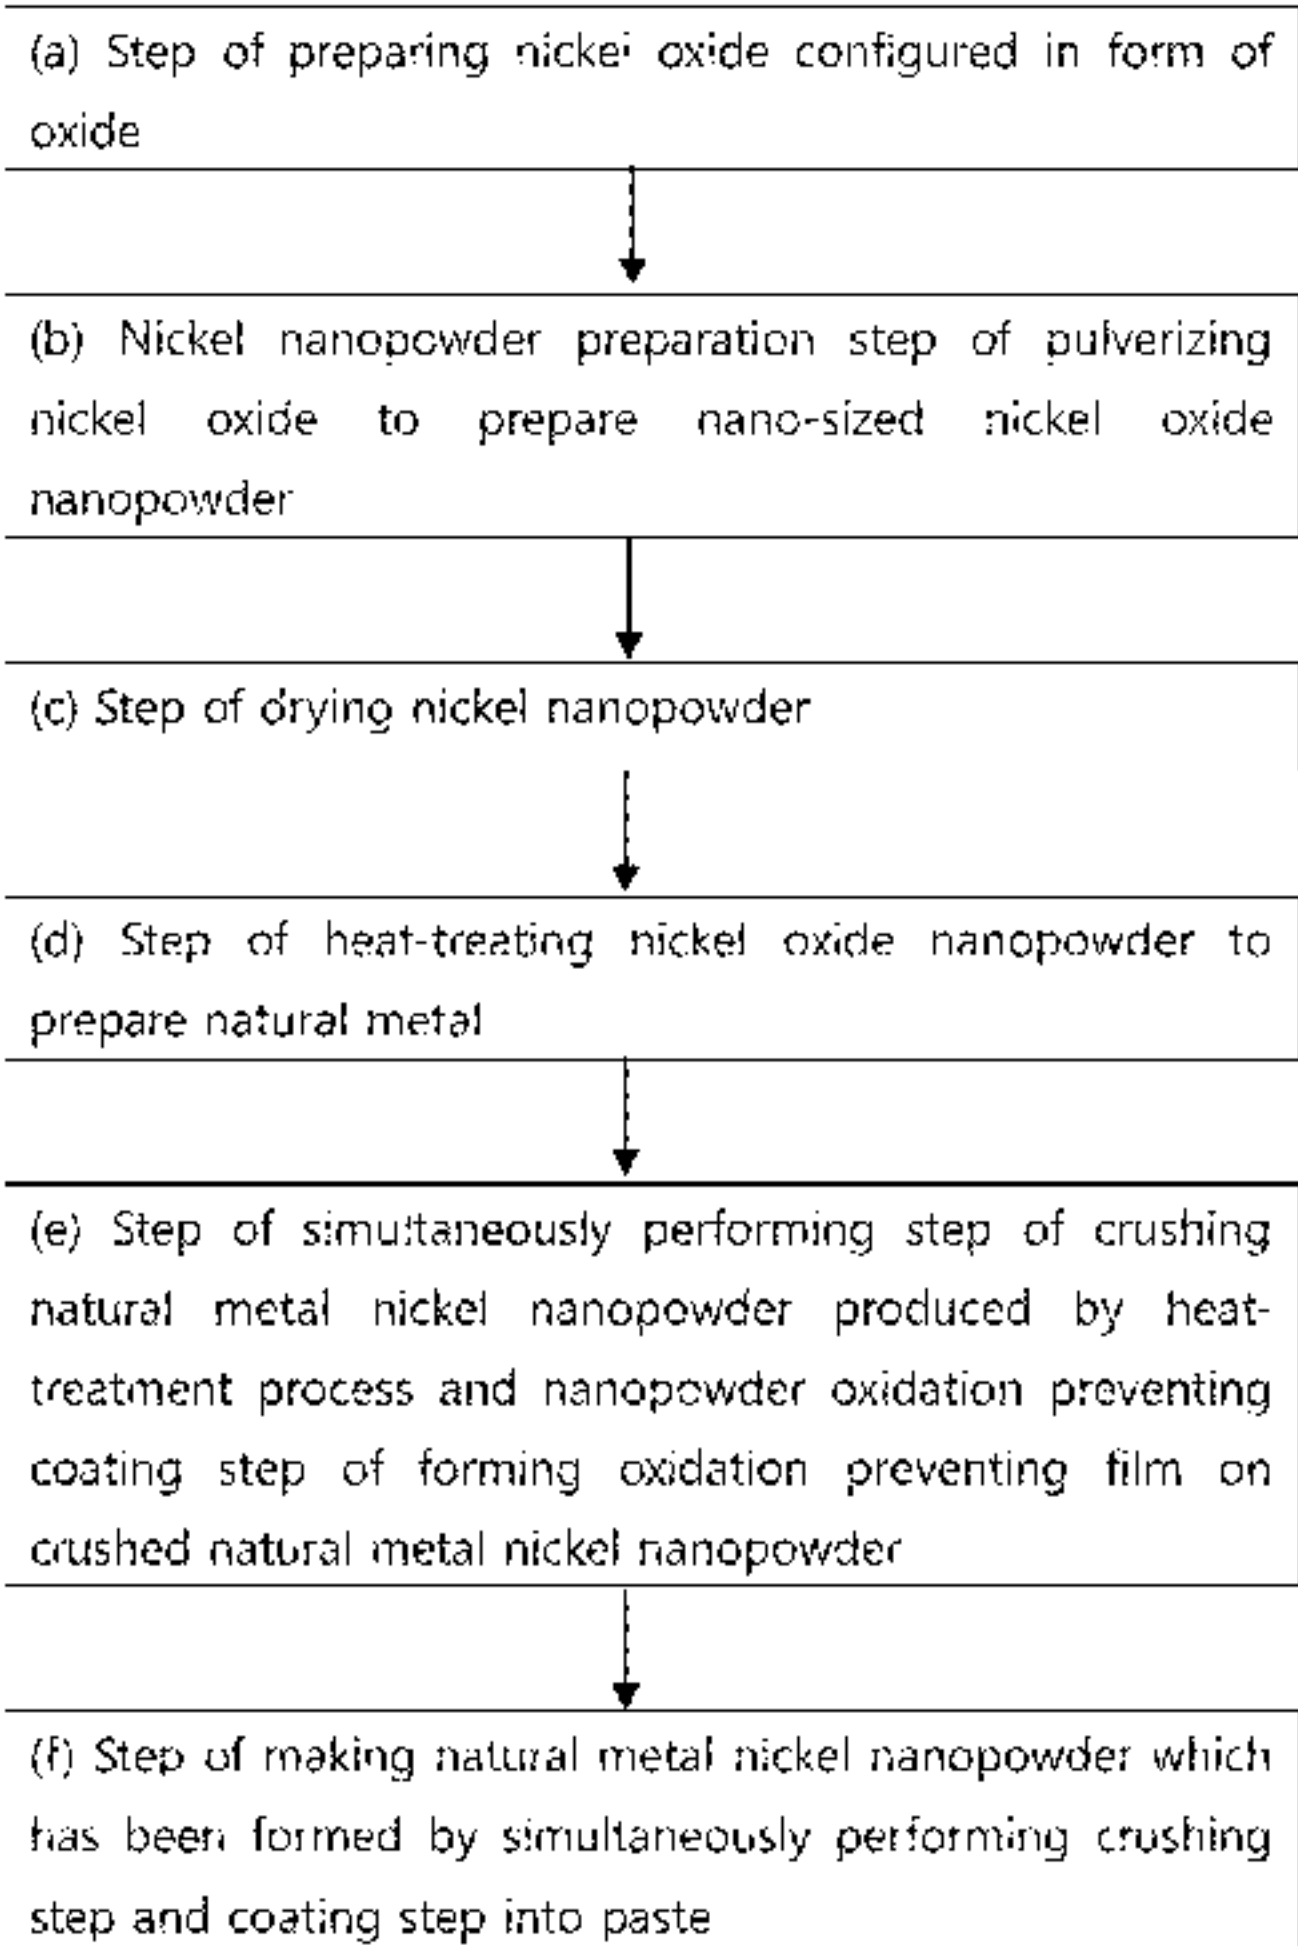 (a) Step of preparing nickel oxide configured in form of
oxide
(b) Nickel nanopowder preparation step of pulverizing
nickel oxide to prepare nano-sized nickel oxide
nanopowder
(c) Step of drying nickel nanopowder
(d) Step of heat-treating nickel oxide nanopowder to
prepare natural metal
(e) Step of simultaneously performing step of crushing
natural metal nickel nanopowder produced by heat-
treatment process and nanopowder oxidation preventing
coating step of forming oxidation preventing film on
crushed natural metal nickel nanopowder
(f) Step of making natural metal nickel nanopowder which
has been formed by simultaneously performing crushing
step and coating step into paste